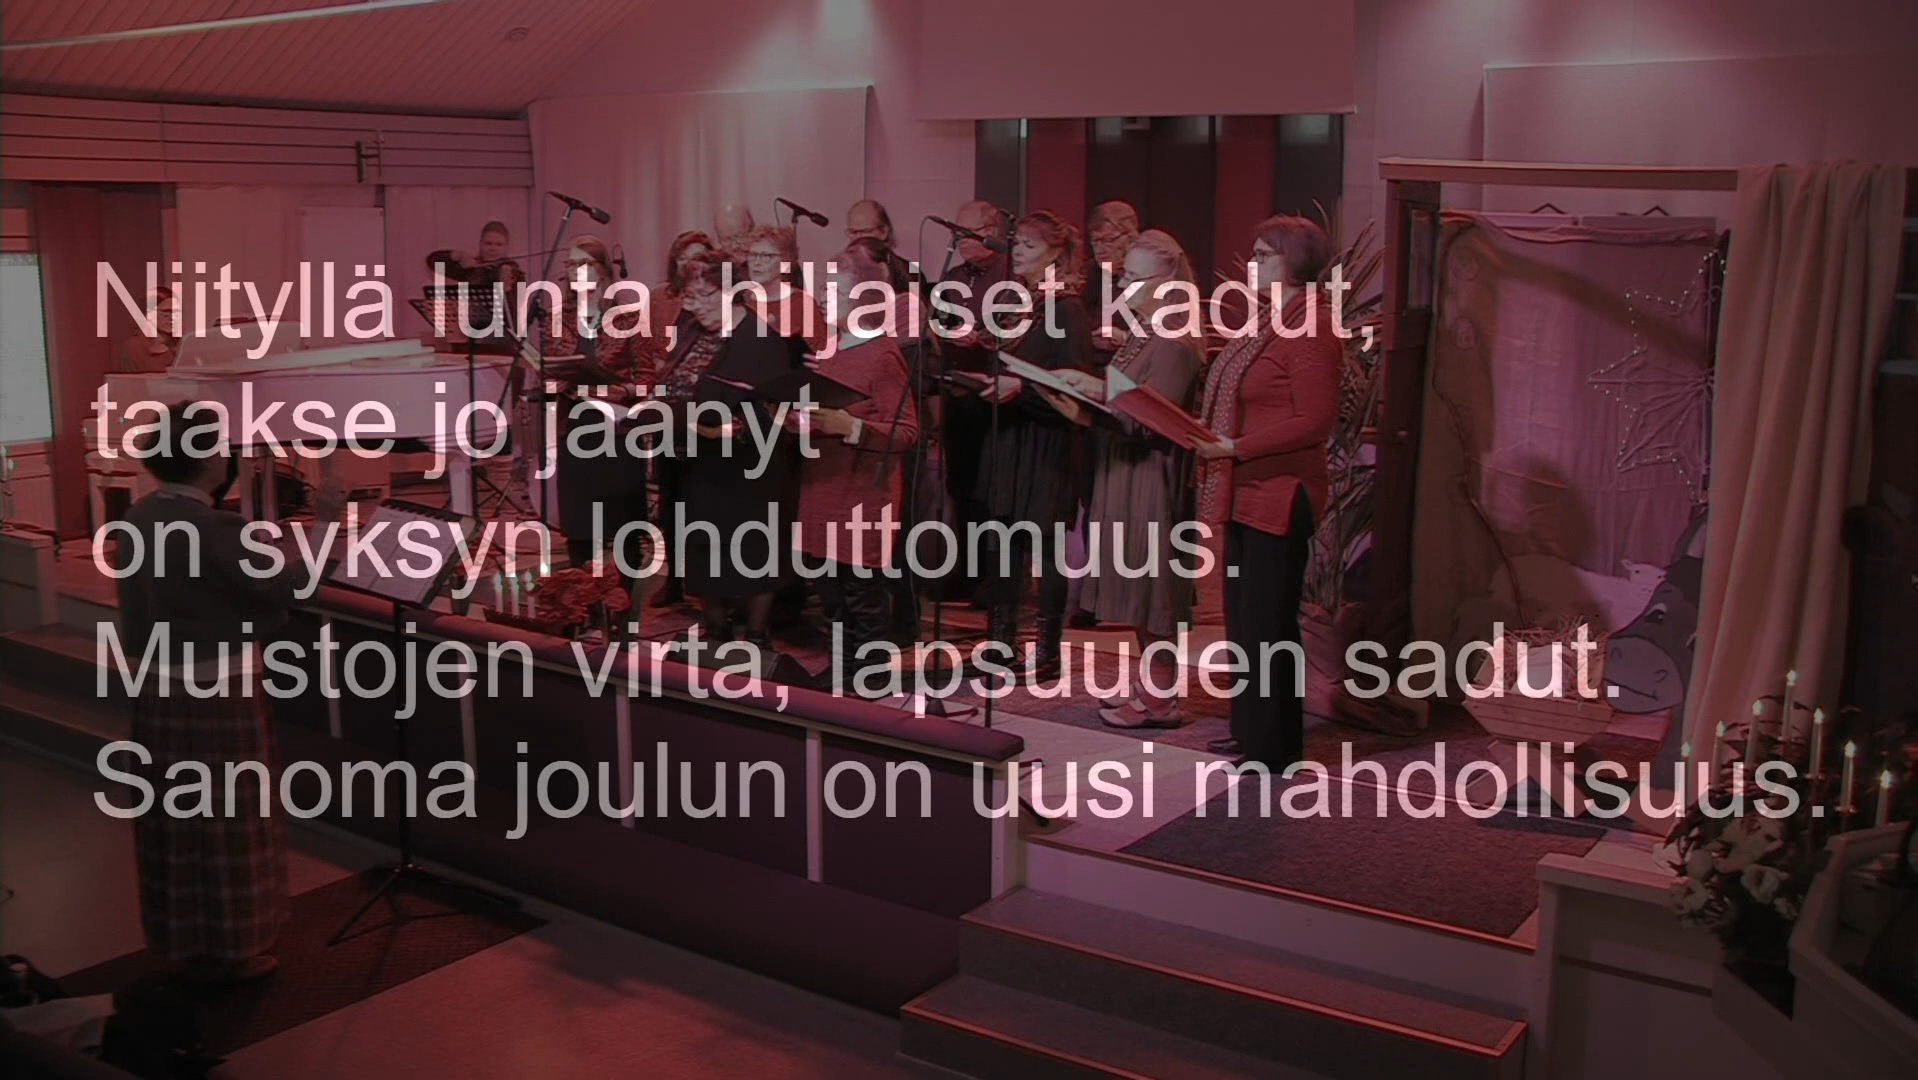 Niityllä lunta, hiljaiset kadut,
taakse jo jäänyt
on syksyn lohduttomuus.
Muistojen virta, lapsuuden sadut.
Sanoma joulun on uusi mahdollisuus.